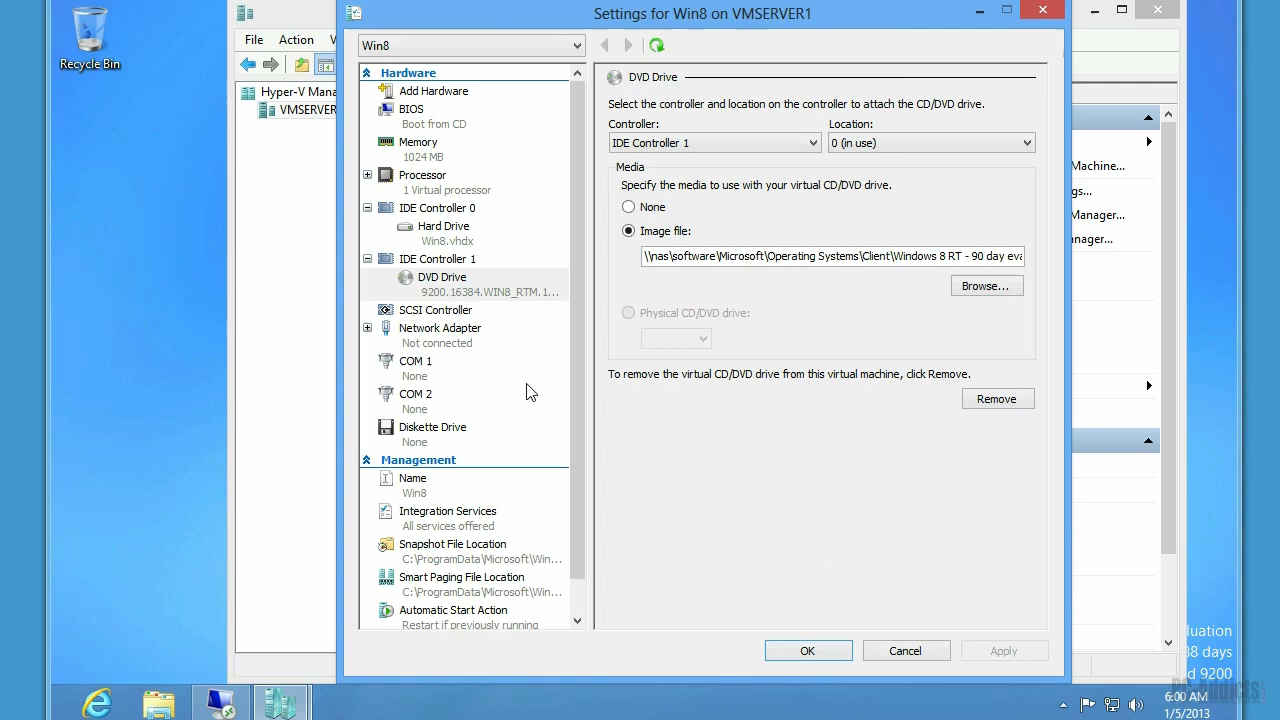 Recycle Bin
File Action
Hyper-V Mana
VMSERVER
Settings for Win8 on VMSERVER1
Win8
Hardware
Add Hardware
BIOS
Boot from CD
Memory
1024 MB
Processor
1 Virtual processor
IDE Controller 0
Hard Drive
Win8.vhdx
IDE Controller 1
DVD Drive
9200.16384.WIN8_RTM.1...
SCSI Controller
Network Adapter
Not connected
COM 1
None
COM 2
None
Diskette Drive
None
Management
Name
Win8
Integration Services
All services offered
Snapshot File Location
C:\ProgramData\Microsoft\Win...
Smart Paging File Location
C:\ProgramData\Microsoft\Win...
Automatic Start Action
Restart if previously running
DVD Drive
Select the controller and location on the controller to attach the CD/DVD drive.
Controller: Location:
IDE Controller 1 0 (in use)
Media
Specify the media to use with your virtual CD/DVD drive.
None
Image file:
\\nas\software\Microsoft\Operating Systems\Client\Windows 8 RT - 90 day eva
Browse...
Physical CD/DVD drive:
To remove the virtual CD/DVD drive from this virtual machine, click Remove.
Remove
OK Cancel Apply
Machine...
gs...
Manager...
anager...
luation
38 days
d 9200
PC-Addicts
6:00 AM
1/5/2013